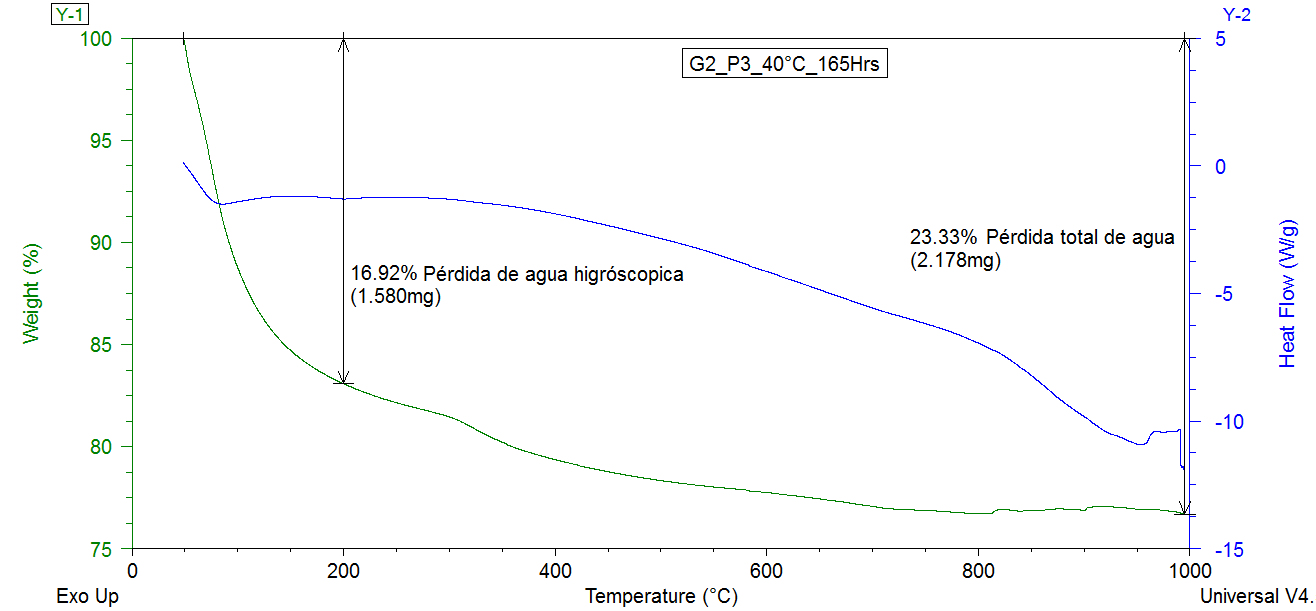 Y-1
Y-2
100
95
90
85
80
75
Weight (%)
G2_P3_40°C_165Hrs
16.92% Pérdida de agua higróscopica
(1.580mg)
23.33% Pérdida total de agua
(2.178mg)
5
0
-5
-10
-15
Heat Flow (W/g)
0
200
400
600
800
1000
Exo Up
Temperature (°C)
Universal V4.